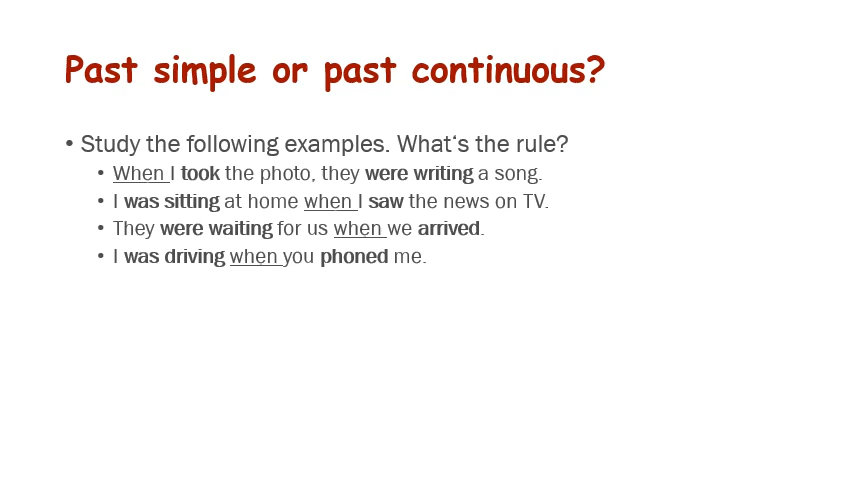 Past simple or past continuous?
• Study the following examples. What‘s the rule?
• When I took the photo, they were writing a song.
• I was sitting at home when I saw the news on TV.
• They were waiting for us when we arrived.
• I was driving when you phoned me.